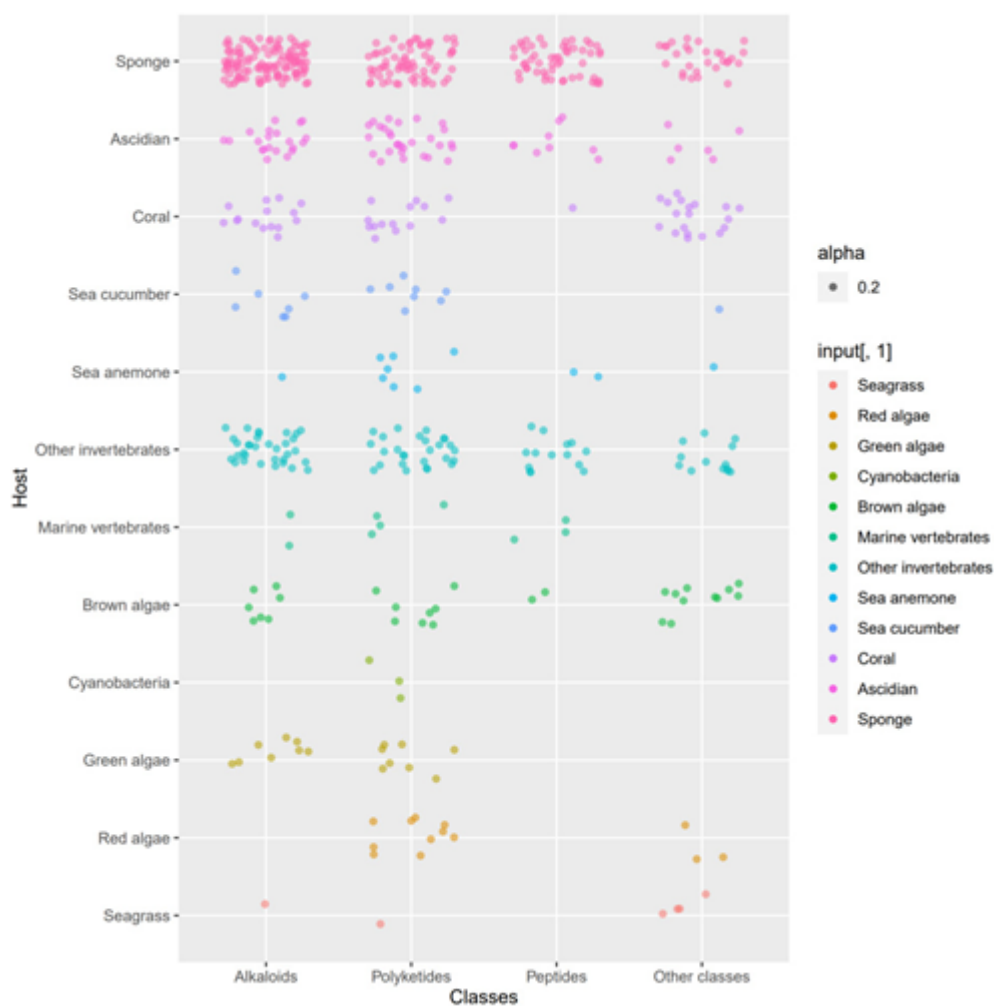 Sponge
Ascidian
Coral
Sea cucumber
Sea anemone
Other invertebrates
Marine vertebrates
Brown algae
Cyanobacteria
Green algae
Red algae
Seagrass
Host
Alkaloids Polyketides Peptides Other classes
Classes
alpha
0.2
input[, 1]
Seagrass
Red algae
Green algae
Cyanobacteria
Brown algae
Marine vertebrates
Other invertebrates
Sea anemone
Sea cucumber
Coral
Ascidian
Sponge